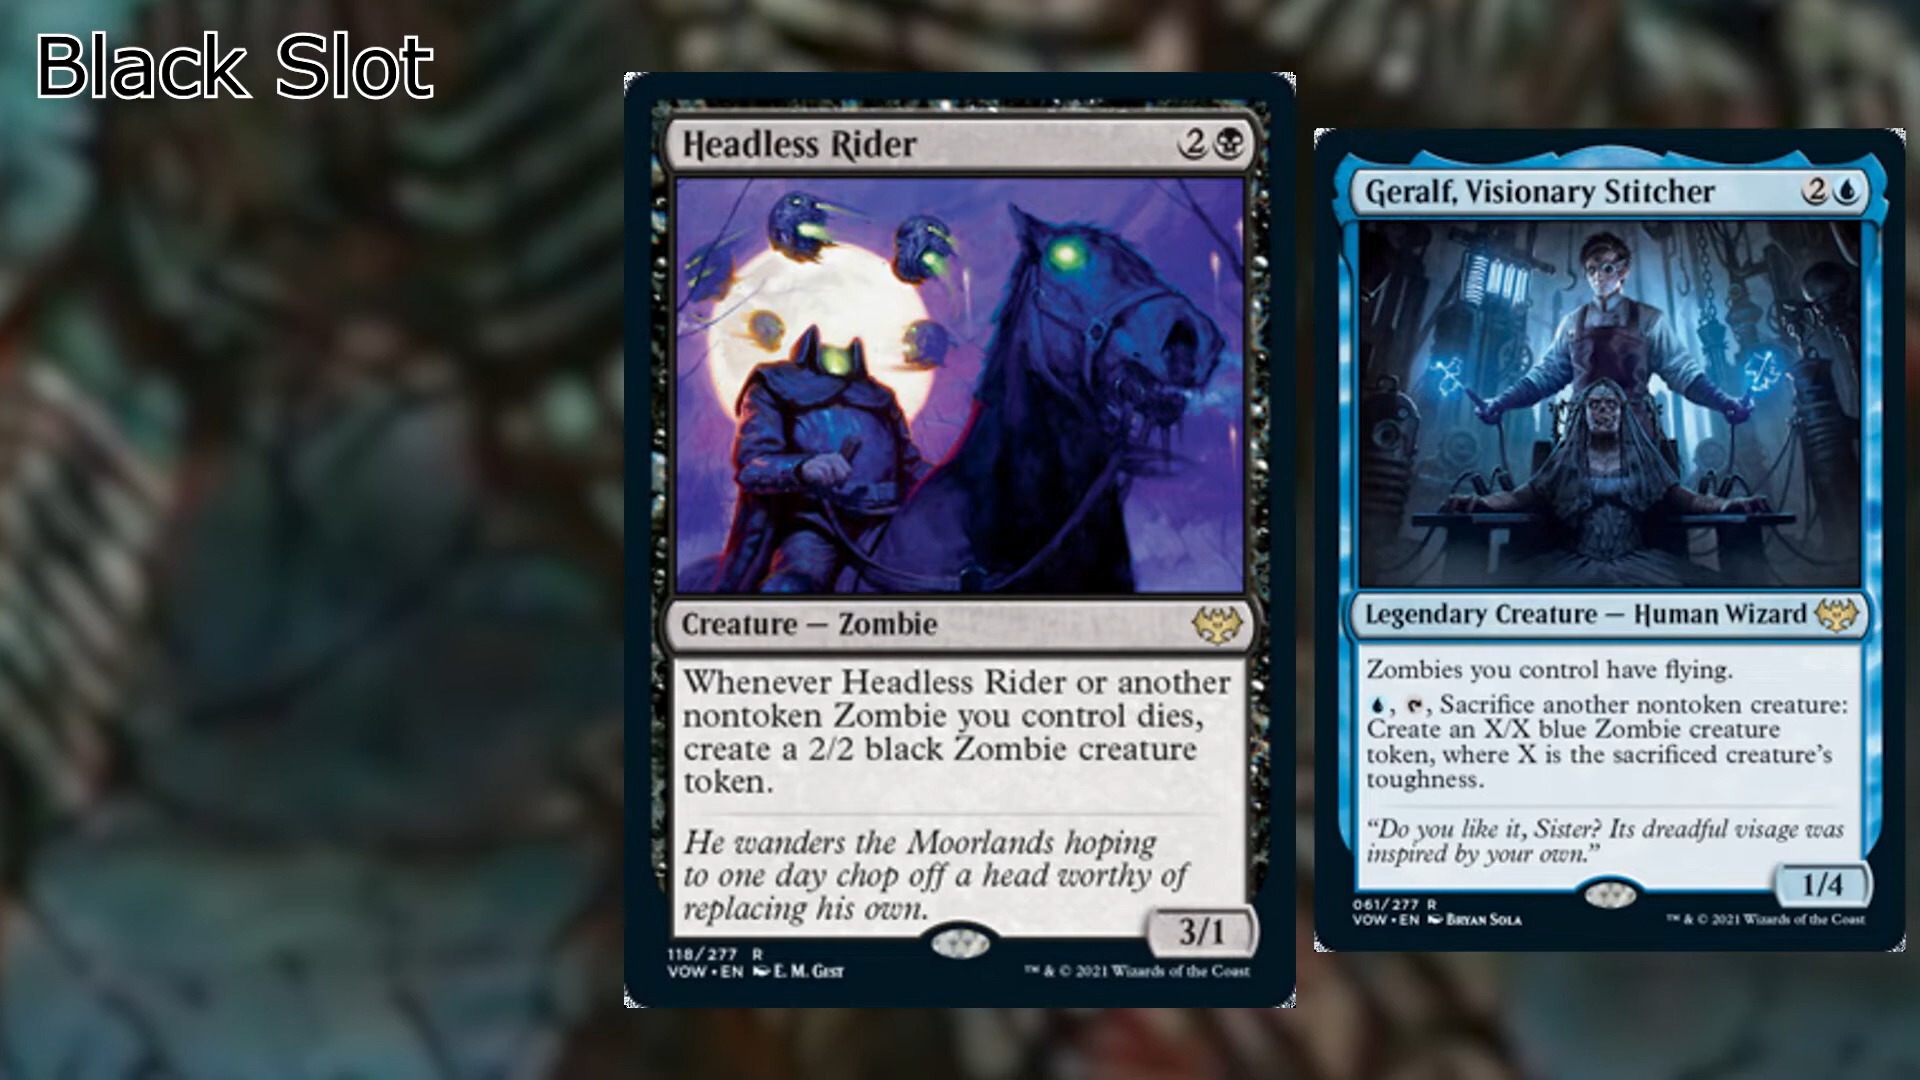 Black Slot
Headless Rider
2
Creature — Zombie
Whenever Headless Rider or another
nontoken Zombie you control dies,
create a 2/2 black Zombie creature
token.
He wanders the Moorlands hoping
to one day chop off a head worthy of
replacing his own.
3/1
118/277 R
VOW • EN E. M. Gist
™ & © 2021 Wizards of the Coast
Geralf, Visionary Stitcher
2
Legendary Creature — Human Wizard
Zombies you control have flying.
, , Sacrifice another nontoken creature:
Create an X/X blue Zombie creature
token, where X is the sacrificed creature's
toughness.
"Do you like it, Sister? Its dreadful visage was
inspired by your own."
1/4
061/277 R
VOW • EN Bryan Sola
™ & © 2021 Wizards of the Coast